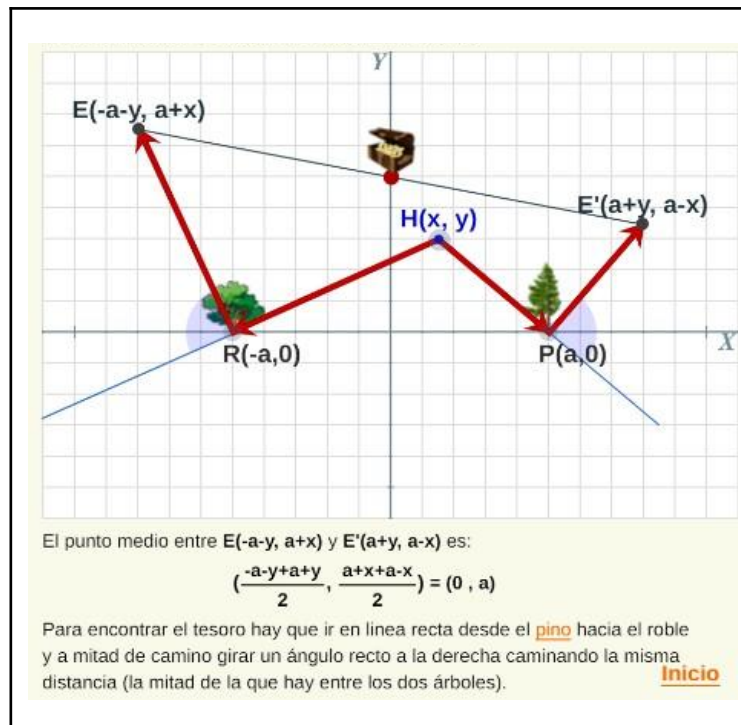 Y
E(-a-y, a+x)
E'(a+y, a-x)
H(x, y)
X
R(-a,0)
P(a,0)
El punto medio entre E(-a-y, a+x) y E'(a+y, a-x) es:
(-a-y+a+y/2, a+x+a-x/2) = (0 , a)
Para encontrar el tesoro hay que ir en linea recta desde el pino hacia el roble
y a mitad de camino girar un ángulo recto a la derecha caminando la misma
distancia (la mitad de la que hay entre los dos árboles).
Inicio